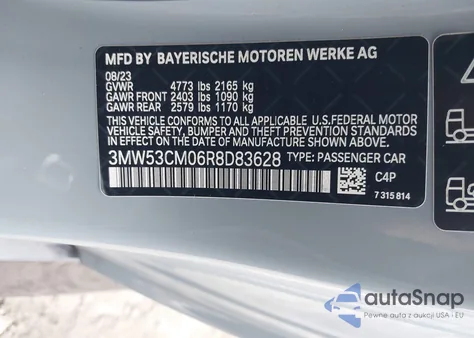 MFD BY BAYERISCHE MOTOREN WERKE AG
08/23
GVWR 4773 lbs 2165 kg
GAWR FRONT 2403 lbs 1090 kg
GAWR REAR 2579 lbs 1170 kg
THIS VEHICLE CONFORMS TO ALL APPLICABLE
U.S.FEDERAL MOTOR
VEHICLE SAFETY, BUMPER, AND THEFT PREVENTION STANDARDS
IN EFFECT ON THE DATE OF MANUFACTURE SHOWN ABOVE.
3MW53CM06R8D83628 TYPE: PASSENGER CAR
C4P
7 315 814
autoSnap
Pewne auta z aukcji USA i EU